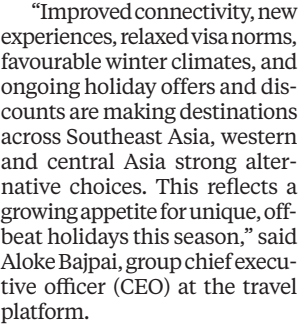 “Improved connectivity, new
experiences, relaxed visa norms,
favourable winter climates, and
ongoing holiday offers and dis-
counts are making destinations
across Southeast Asia, western
and central Asia strong alter-
native choices. This reflects a
growing appetite for unique, off-
beat holidays this season,” said
Aloke Bajpai, group chief execu-
tive officer (CEO) at the travel
platform.